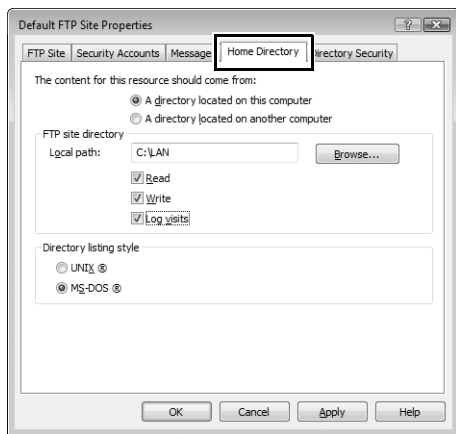 Default FTP Site Properties
FTP Site Security Accounts Message Home Directory Directory Security
The content for this resource should come from:
A directory located on this computer
A directory located on another computer
FTP site directory
Local path: C:\LAN Browse...
Read
Write
Log visits
Directory listing style
UNIX ®
MS-DOS ®
OK Cancel Apply Help